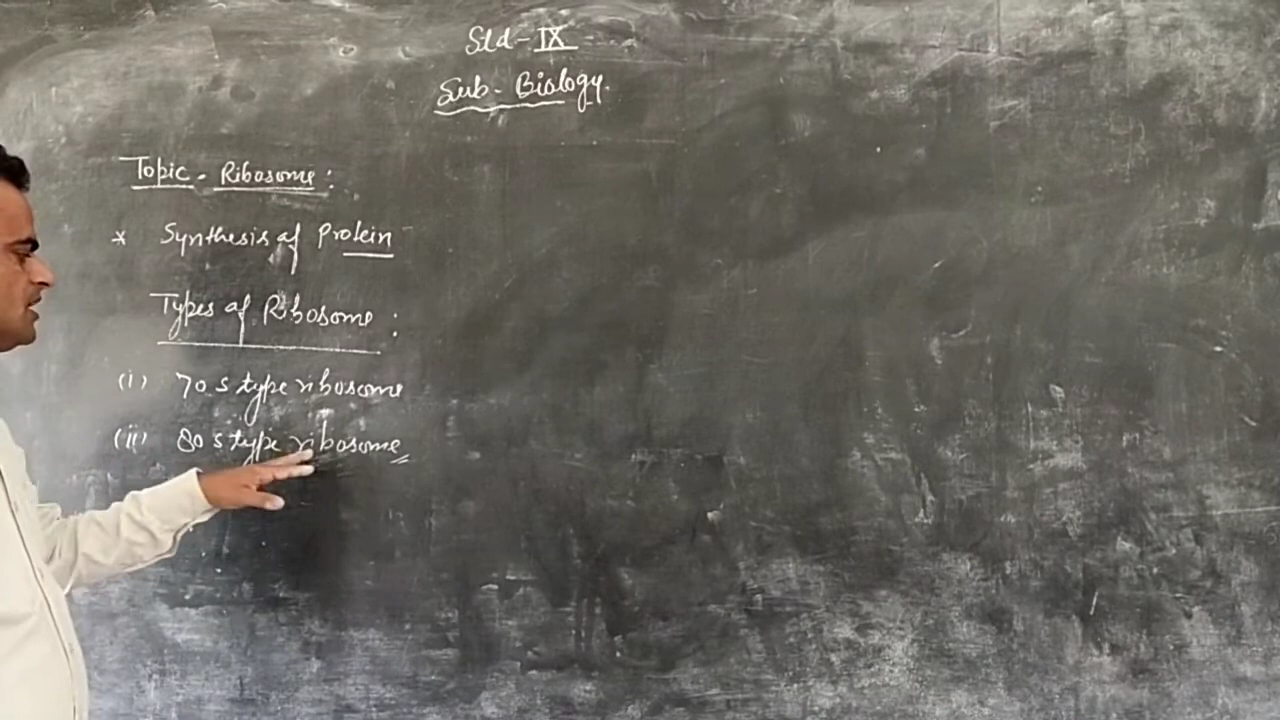 Std - IX
Sub - Biology.
Topic - Ribosome :
* Synthesis of Protein
Types of Ribosome :
(i) 70 s type ribosome
(ii) 80 s type ribosome